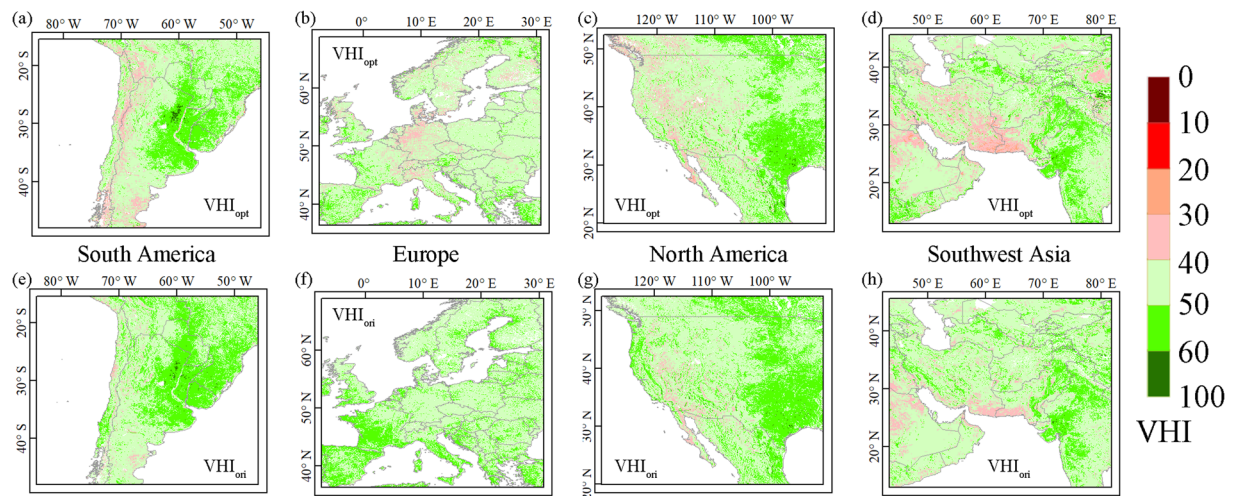 (a) 80° W 70° W 60° W 50° W
(b) 0° 10° E 20° E 30° E
(c) 120° W 110° W 100° W
(d) 50° E 60° E 70° E 80° E
20° S
30° S
40° S
VHIopt
60° N
50° N
40° N
VHIopt
50° N
40° N
30° N
20° N
VHIopt
40° N
30° N
20° N
VHIopt
South America
Europe
North America
Southwest Asia
(e) 80° W 70° W 60° W 50° W
(f) 0° 10° E 20° E 30° E
(g) 120° W 110° W 100° W
(h) 50° E 60° E 70° E 80° E
20° S
30° S
40° S
VHIori
60° N
50° N
40° N
VHIori
50° N
40° N
30° N
20° N
VHIori
40° N
30° N
20° N
VHIori
0
10
20
30
40
50
60
100
VHI